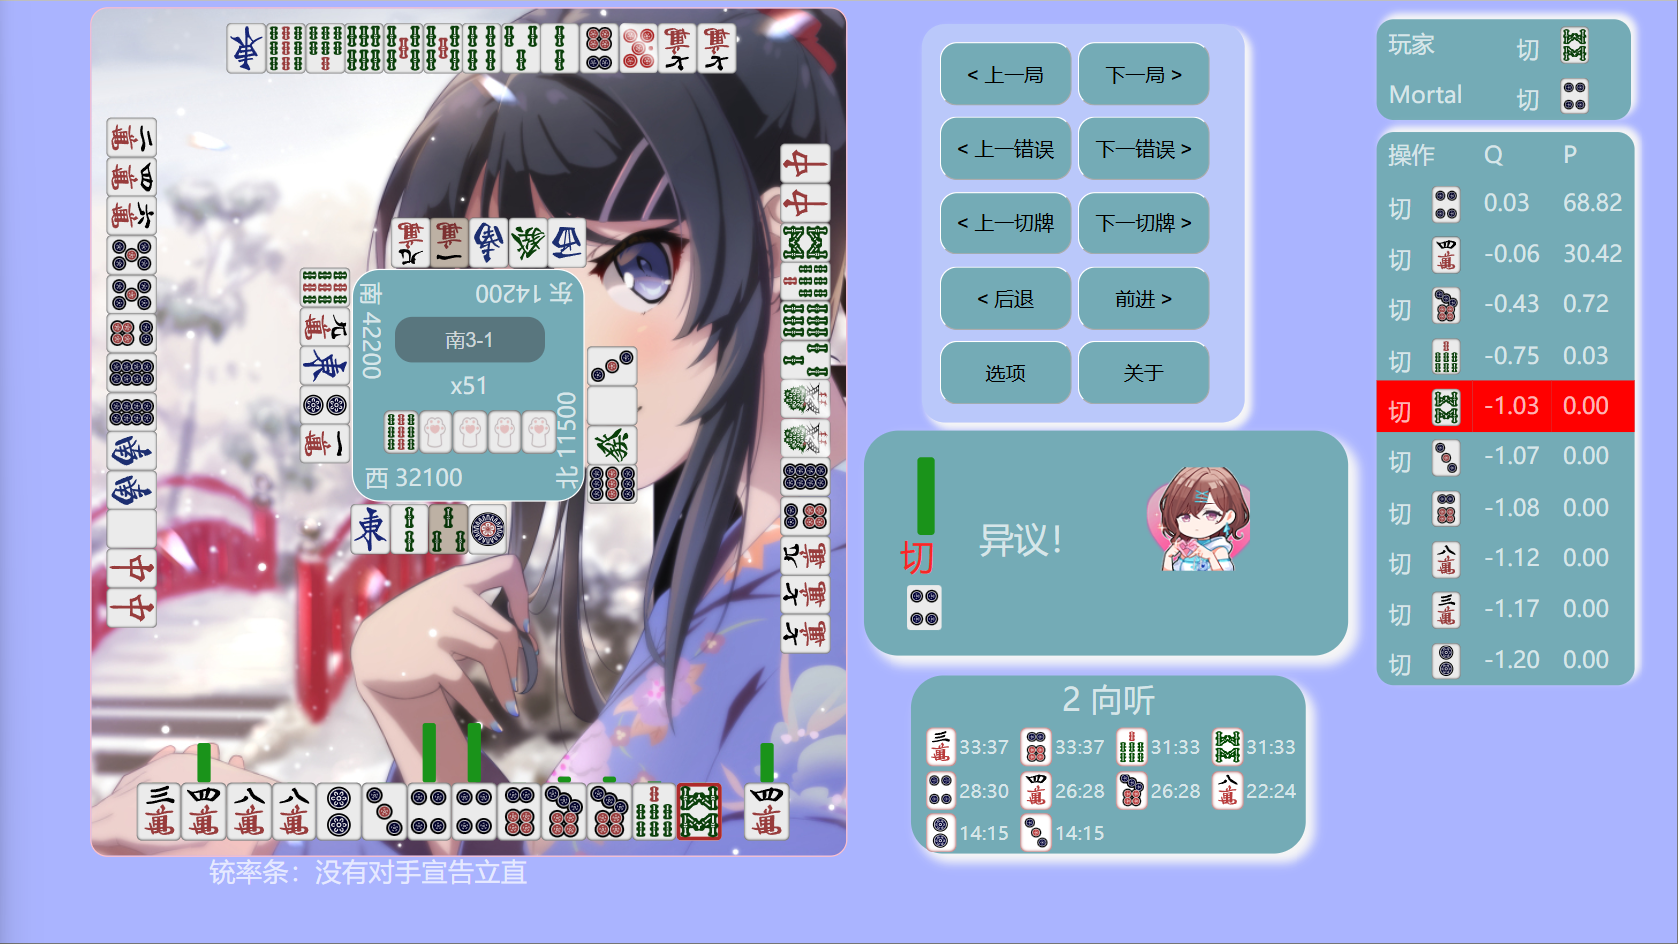 < 上一局
下一局 >
< 上一错误
下一错误 >
< 上一切牌
下一切牌 >
< 后退
前进 >
选项
关于
玩家 切
Mortal 切
操作 Q P
切 0.03 68.82
切 -0.06 30.42
切 -0.43 0.72
切 -0.75 0.03
切 -1.03 0.00
切 -1.07 0.00
切 -1.08 0.00
切 -1.12 0.00
切 -1.17 0.00
切 -1.20 0.00
东 14200
南 42200
南3-1
x51
北 11500
西 32100
切
异议！
2 向听
33:37 33:37 31:33 31:33
28:30 26:28 26:28 22:24
14:15 14:15
铳率条：没有对手宣告立直